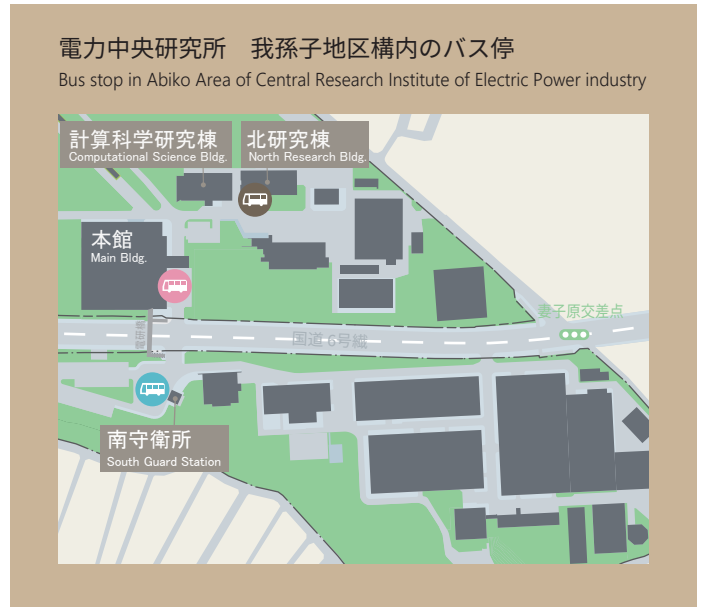 電力中央研究所　我孫子地区構内のバス停
Bus stop in Abiko Area of Central Research Institute of Electric Power industry
計算科学研究棟
Computational Science Bldg.
北研究棟
North Research Bldg.
本館
Main Bldg.
妻子原交差点
国道 6号線
南守衛所
South Guard Station